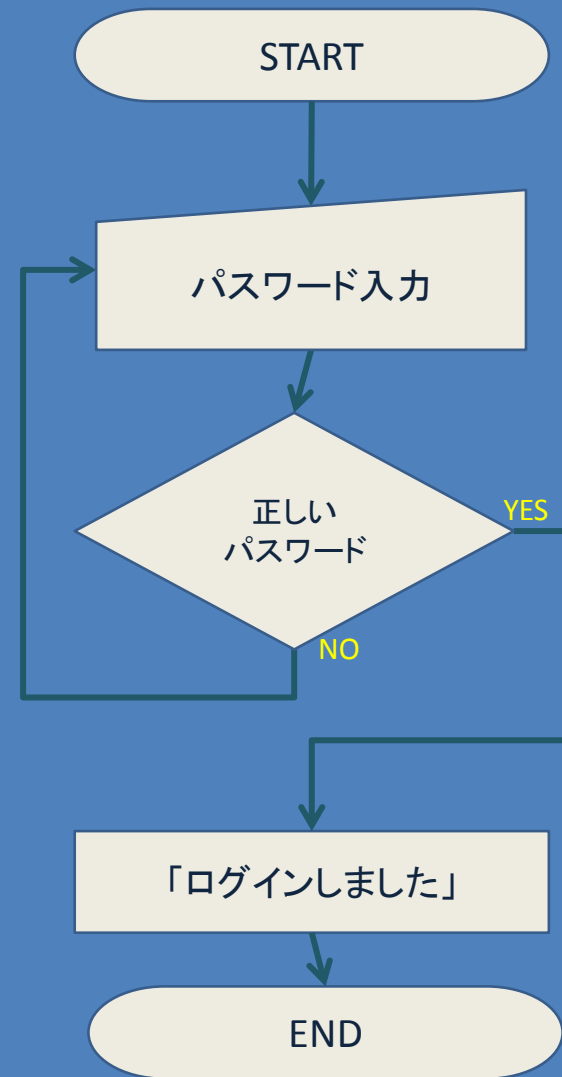 START
パスワード入力
正しい
パスワード
YES
NO
「ログインしました」
END